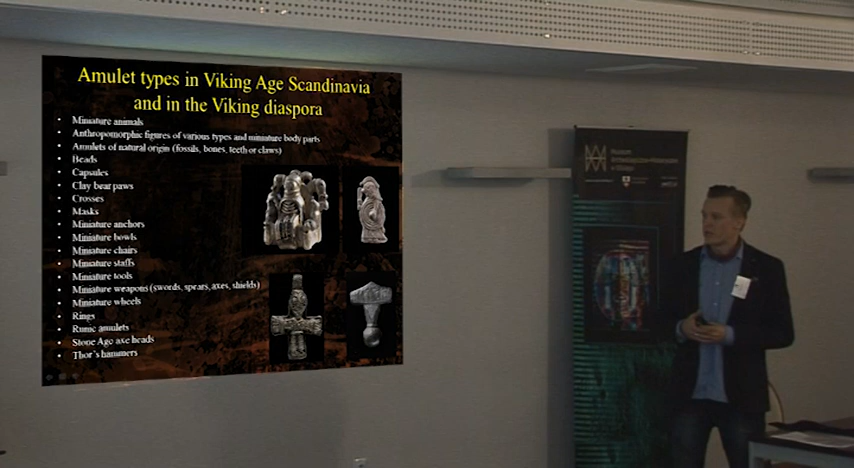 Amulet types in Viking Age Scandinavia
and in the Viking diaspora
• Miniature animals
• Anthropomorphic figures of various types and miniature body parts
• Amulets of natural origin (fossils, bones, teeth or claws)
• Beads
• Capsules
• Clay bear paws
• Crosses
• Masks
• Miniature anchors
• Miniature bowls
• Miniature chairs
• Miniature staffs
• Miniature tools
• Miniature weapons (swords, spears, axes, shields)
• Miniature wheels
• Rings
• Runic amulets
• Stone Age axe heads
• Thor's hammers